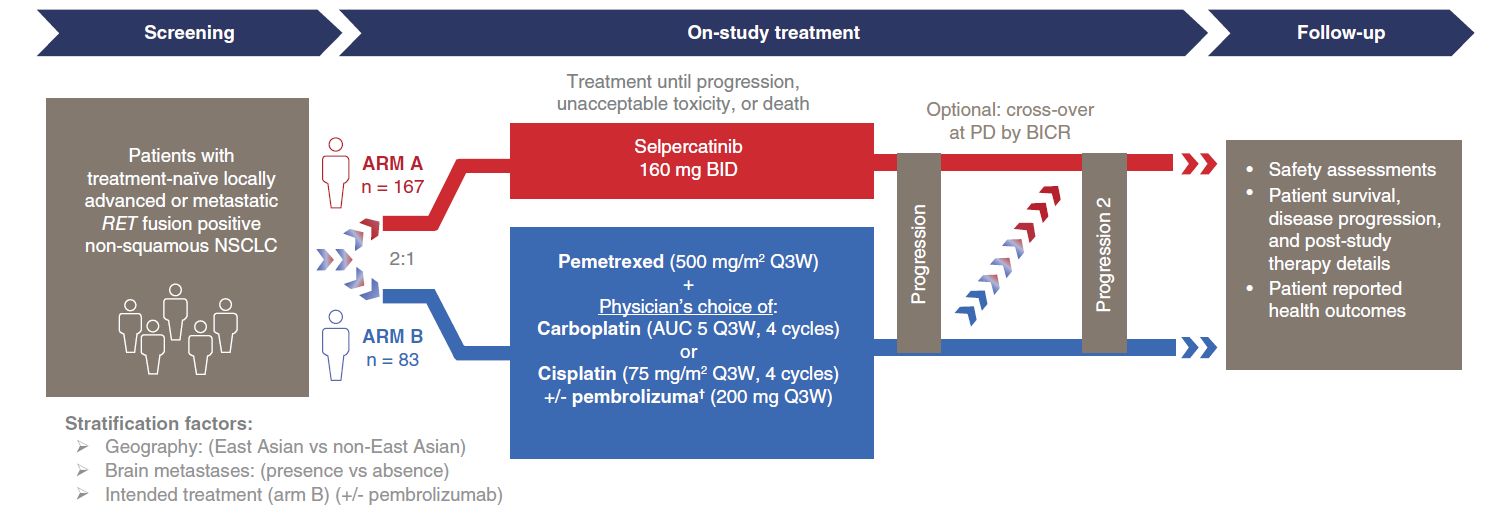 Screening
On-study treatment
Follow-up
Treatment until progression,
unacceptable toxicity, or death
Optional: cross-over
at PD by BICR
Patients with
treatment-naïve locally
advanced or metastatic
RET fusion positive
non-squamous NSCLC
ARM A
n = 167
2:1
ARM B
n = 83
Selpercatinib
160 mg BID
Pemetrexed (500 mg/m² Q3W)
+
Physician's choice of:
Carboplatin (AUC 5 Q3W, 4 cycles)
or
Cisplatin (75 mg/m² Q3W, 4 cycles)
+/- pembrolizuma† (200 mg Q3W)
Progression
Progression 2
• Safety assessments
• Patient survival,
disease progression,
and post-study
therapy details
• Patient reported
health outcomes
Stratification factors:
➢ Geography: (East Asian vs non-East Asian)
➢ Brain metastases: (presence vs absence)
➢ Intended treatment (arm B) (+/- pembrolizumab)